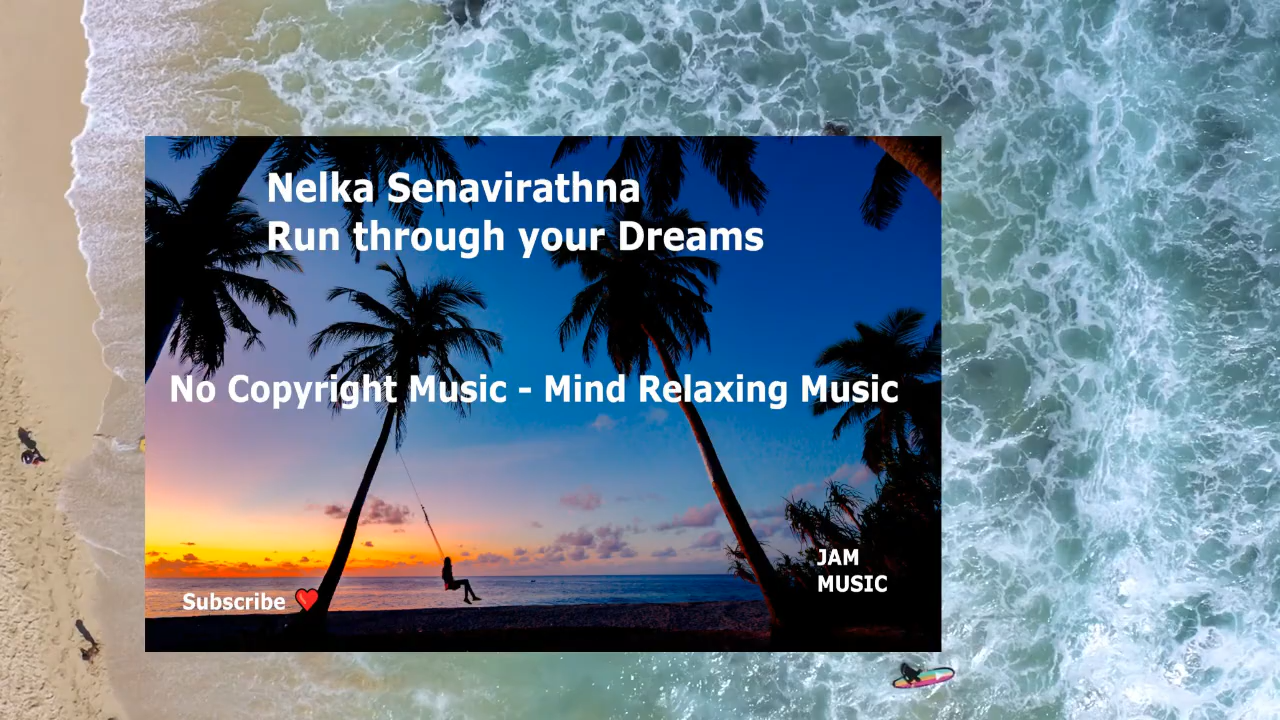 Nelka Senavirathna
Run through your Dreams
No Copyright Music - Mind Relaxing Music
JAM
MUSIC
Subscribe ❤️